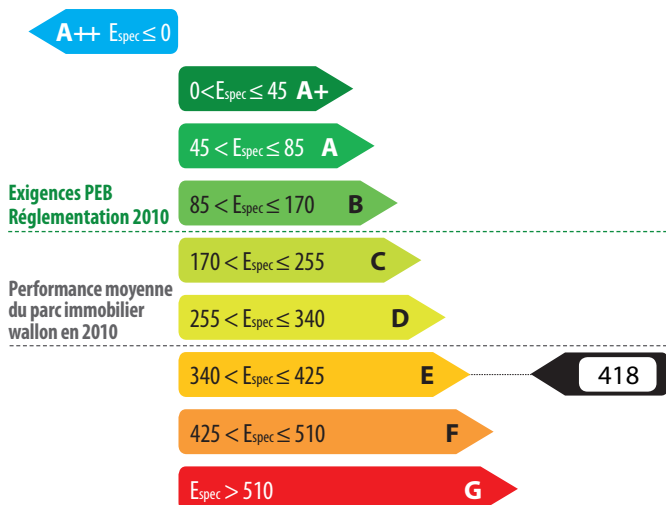 A++ Espec ≤ 0
0 < Espec ≤ 45 A+
45 < Espec ≤ 85 A
Exigences PEB
Réglementation 2010
85 < Espec ≤ 170 B
170 < Espec ≤ 255 C
Performance moyenne
du parc immobilier
wallon en 2010
255 < Espec ≤ 340 D
340 < Espec ≤ 425 E
418
425 < Espec ≤ 510 F
Espec > 510 G